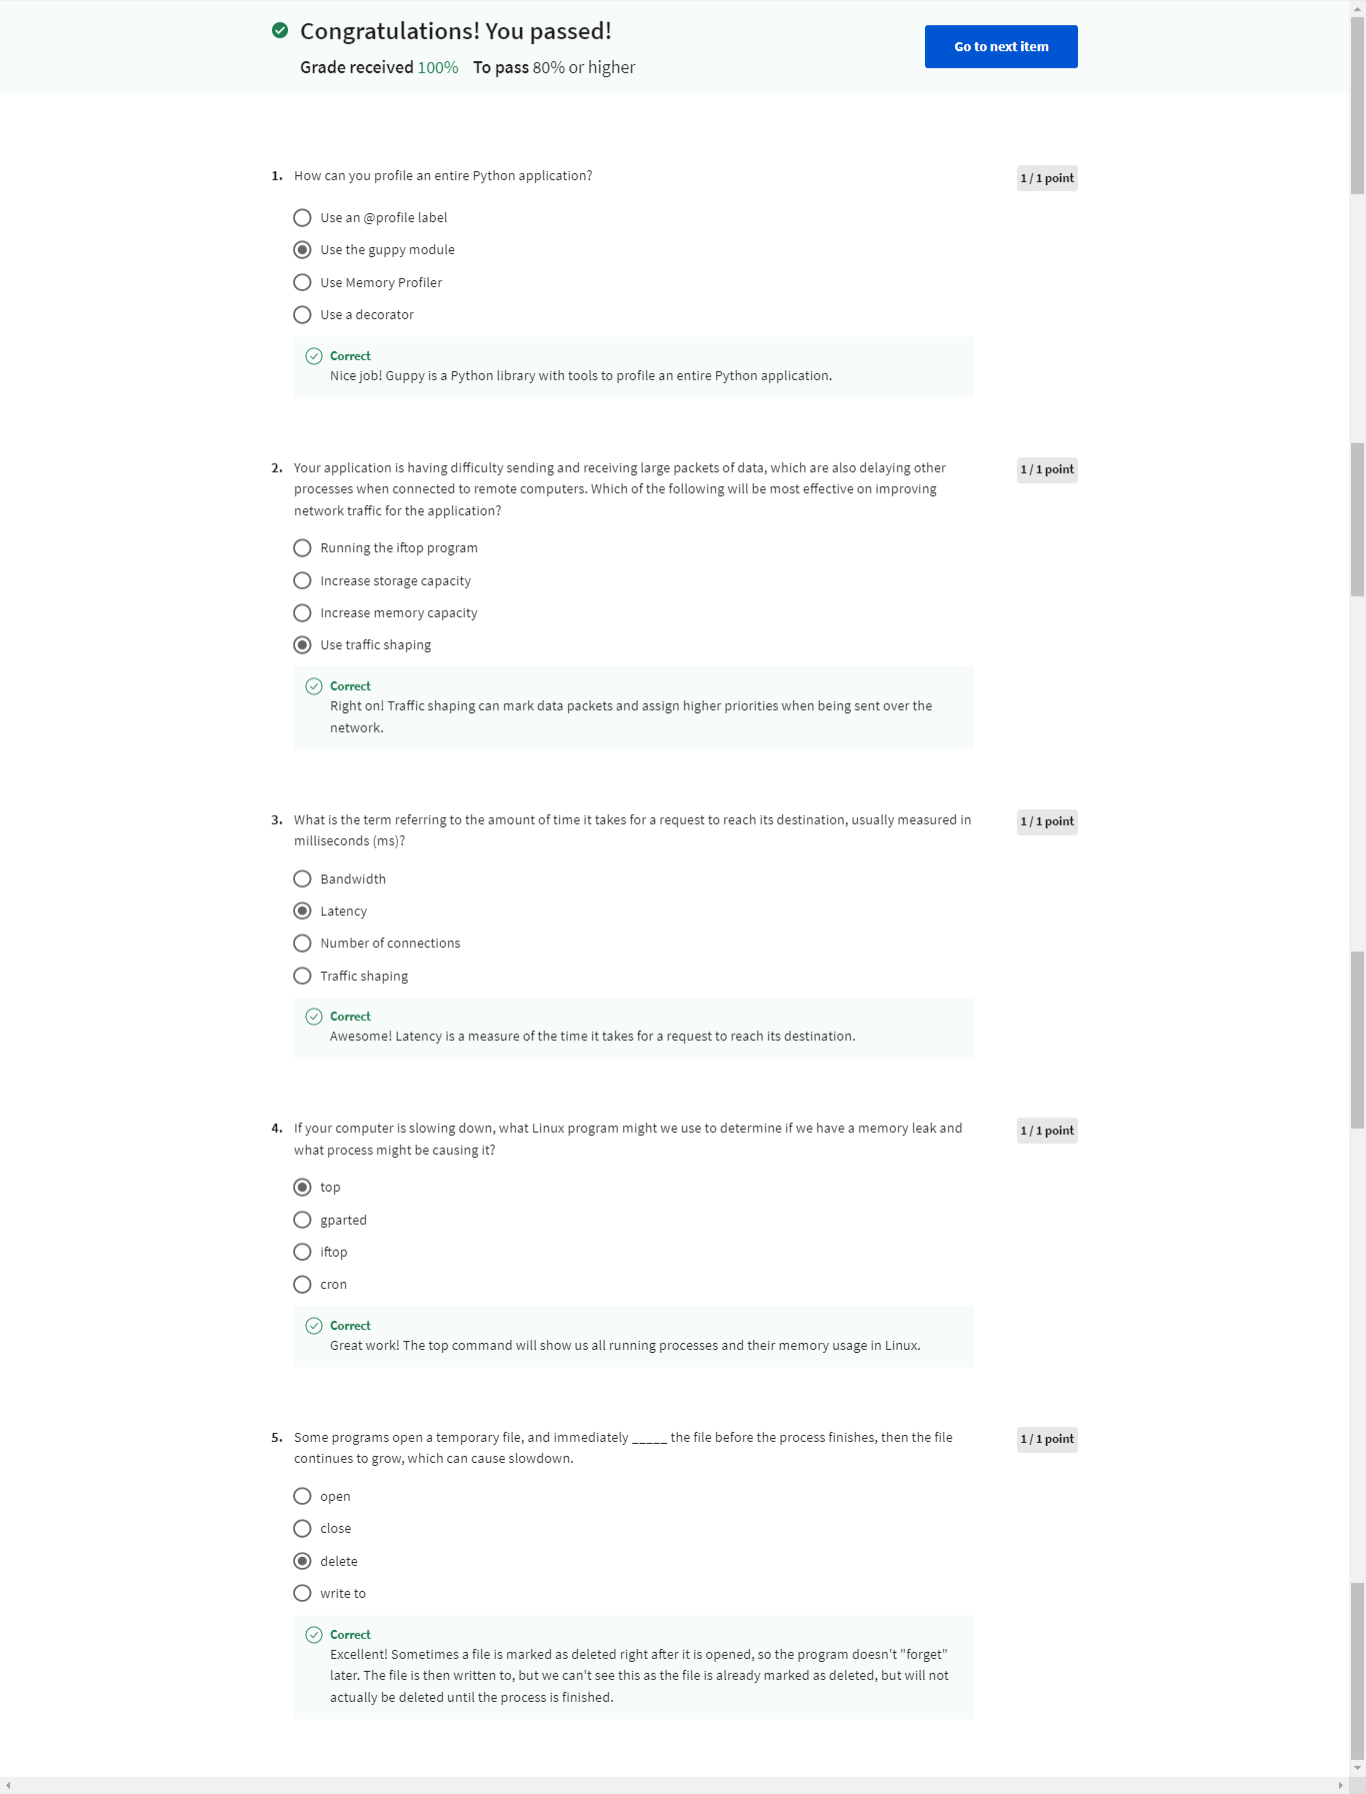 Congratulations! You passed!
Go to next item
Grade received 100% To pass 80% or higher
1. How can you profile an entire Python application?
1 / 1 point
Use an @profile label
Use the guppy module
Use Memory Profiler
Use a decorator
Correct
Nice job! Guppy is a Python library with tools to profile an entire Python application.
2. Your application is having difficulty sending and receiving large packets of data, which are also delaying other
1 / 1 point
processes when connected to remote computers. Which of the following will be most effective on improving
network traffic for the application?
Running the iftop program
Increase storage capacity
Increase memory capacity
Use traffic shaping
Correct
Right on! Traffic shaping can mark data packets and assign higher priorities when being sent over the
network.
3. What is the term referring to the amount of time it takes for a request to reach its destination, usually measured in
1 / 1 point
milliseconds (ms)?
Bandwidth
Latency
Number of connections
Traffic shaping
Correct
Awesome! Latency is a measure of the time it takes for a request to reach its destination.
4. If your computer is slowing down, what Linux program might we use to determine if we have a memory leak and
1 / 1 point
what process might be causing it?
top
gparted
iftop
cron
Correct
Great work! The top command will show us all running processes and their memory usage in Linux.
5. Some programs open a temporary file, and immediately _____ the file before the process finishes, then the file
1 / 1 point
continues to grow, which can cause slowdown.
open
close
delete
write to
Correct
Excellent! Sometimes a file is marked as deleted right after it is opened, so the program doesn't "forget"
later. The file is then written to, but we can't see this as the file is already marked as deleted, but will not
actually be deleted until the process is finished.